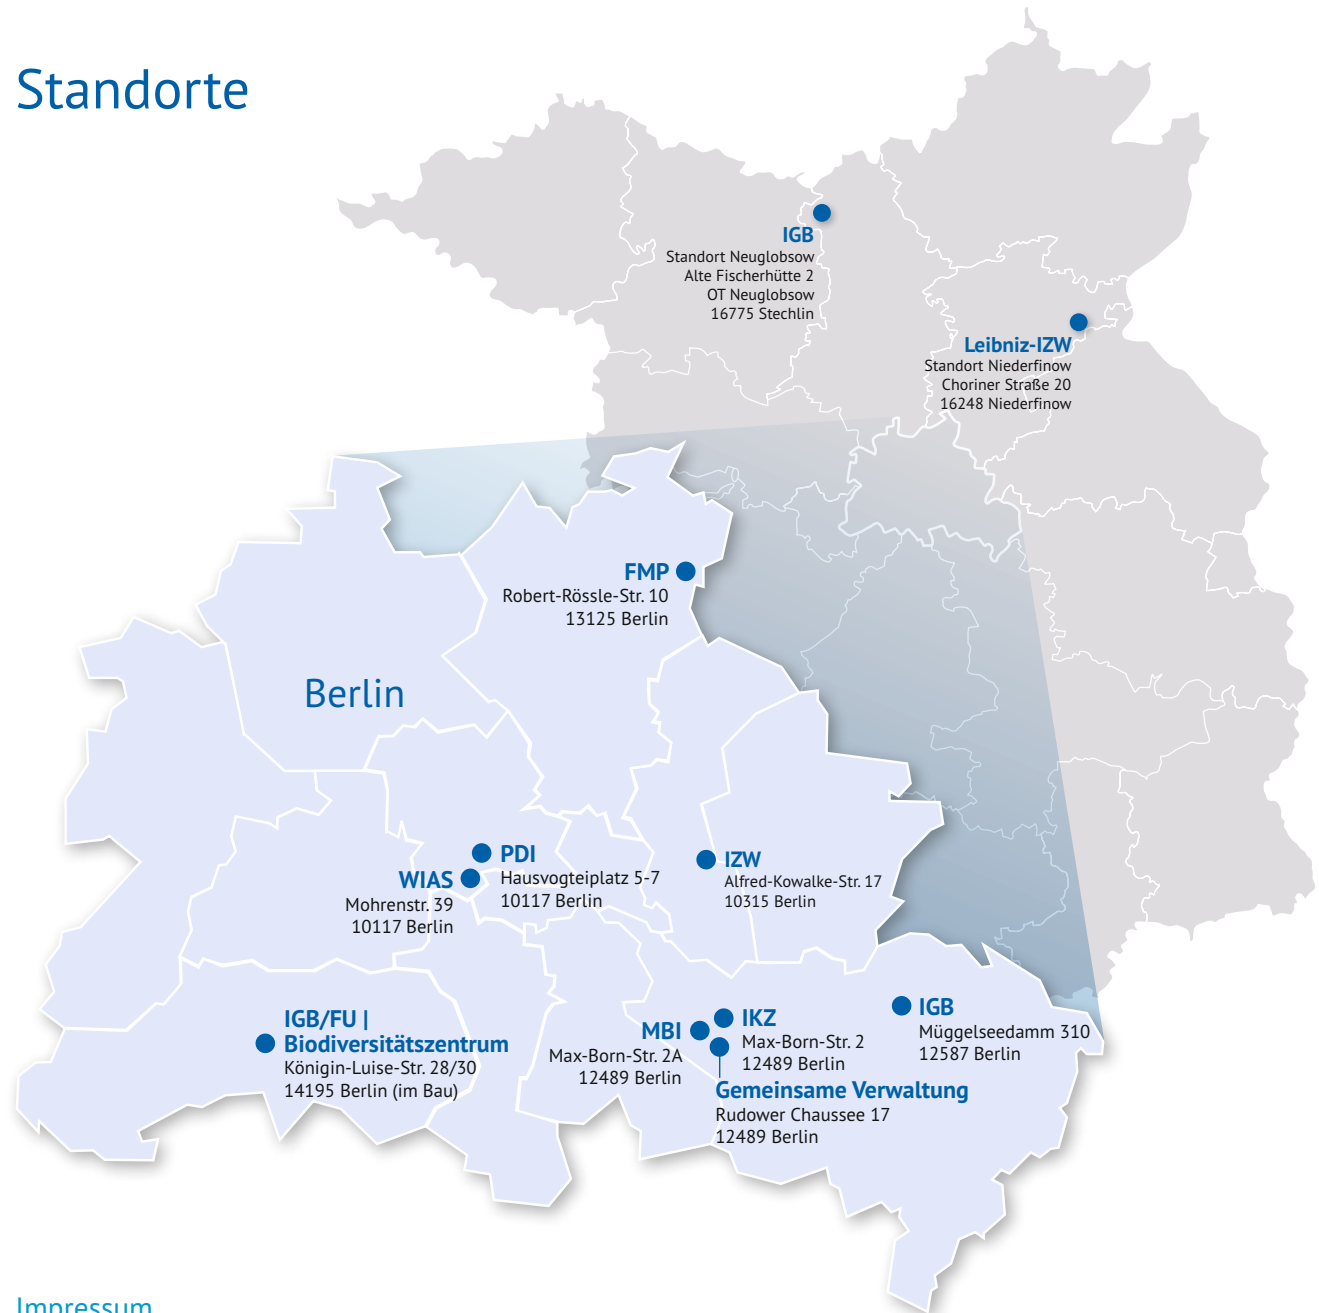 Standorte
IGB
Standort Neuglobsow
Alte Fischerhütte 2
OT Neuglobsow
16775 Stechlin
Leibniz-IZW
Standort Niederfinow
Choriner Straße 20
16248 Niederfinow
FMP
Robert-Rössle-Str. 10
13125 Berlin
Berlin
PDI
Hausvogteiplatz 5-7
10117 Berlin
WIAS
Mohrenstr. 39
10117 Berlin
IZW
Alfred-Kowalke-Str. 17
10315 Berlin
IGB/FU |
Biodiversitätszentrum
Königin-Luise-Str. 28/30
14195 Berlin (im Bau)
MBI
Max-Born-Str. 2A
12489 Berlin
IKZ
Max-Born-Str. 2
12489 Berlin
Gemeinsame Verwaltung
Rudower Chaussee 17
12489 Berlin
IGB
Müggelseedamm 310
12587 Berlin
Impressum